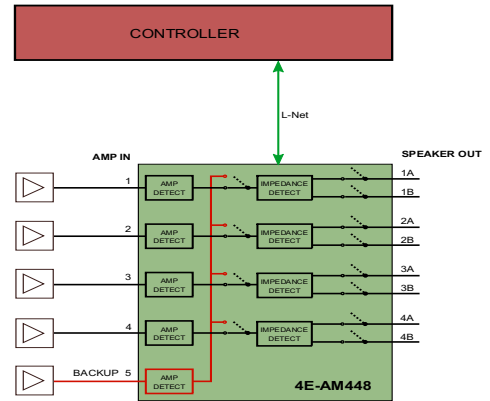 CONTROLLER
L-Net
AMP IN
SPEAKER OUT
1
AMP
DETECT
IMPEDANCE
DETECT
1A
1B
2
AMP
DETECT
IMPEDANCE
DETECT
2A
2B
3
AMP
DETECT
IMPEDANCE
DETECT
3A
3B
4
AMP
DETECT
IMPEDANCE
DETECT
4A
4B
BACKUP 5
AMP
DETECT
4E-AM448